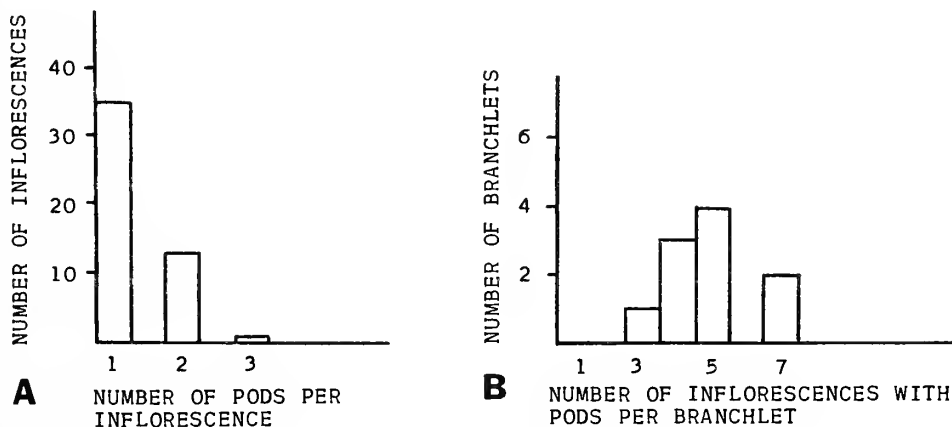 NUMBER OF INFLORESCENCES
40
30
20
10
1 2 3
A
NUMBER OF PODS PER
INFLORESCENCE
NUMBER OF BRANCHLETS
6
4
2
1 3 5 7
B
NUMBER OF INFLORESCENCES WITH
PODS PER BRANCHLET